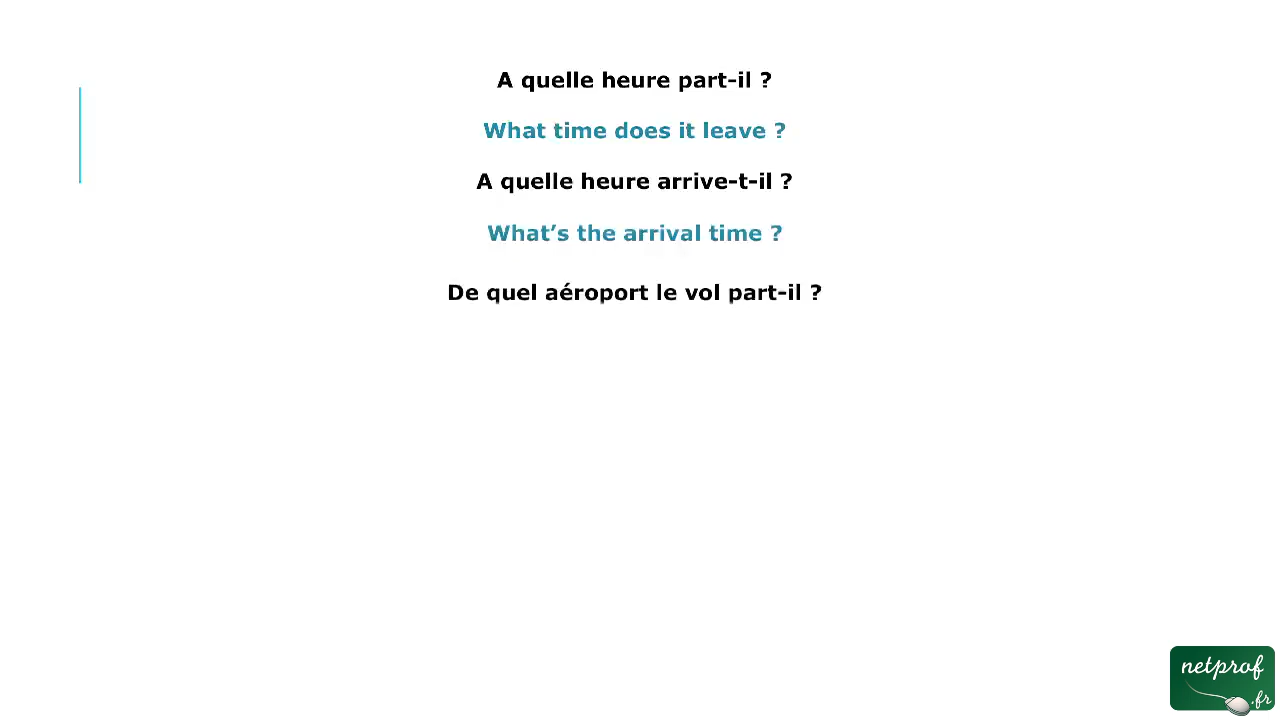 A quelle heure part-il ?
What time does it leave ?
A quelle heure arrive-t-il ?
What’s the arrival time ?
De quel aéroport le vol part-il ?
netprof
.fr